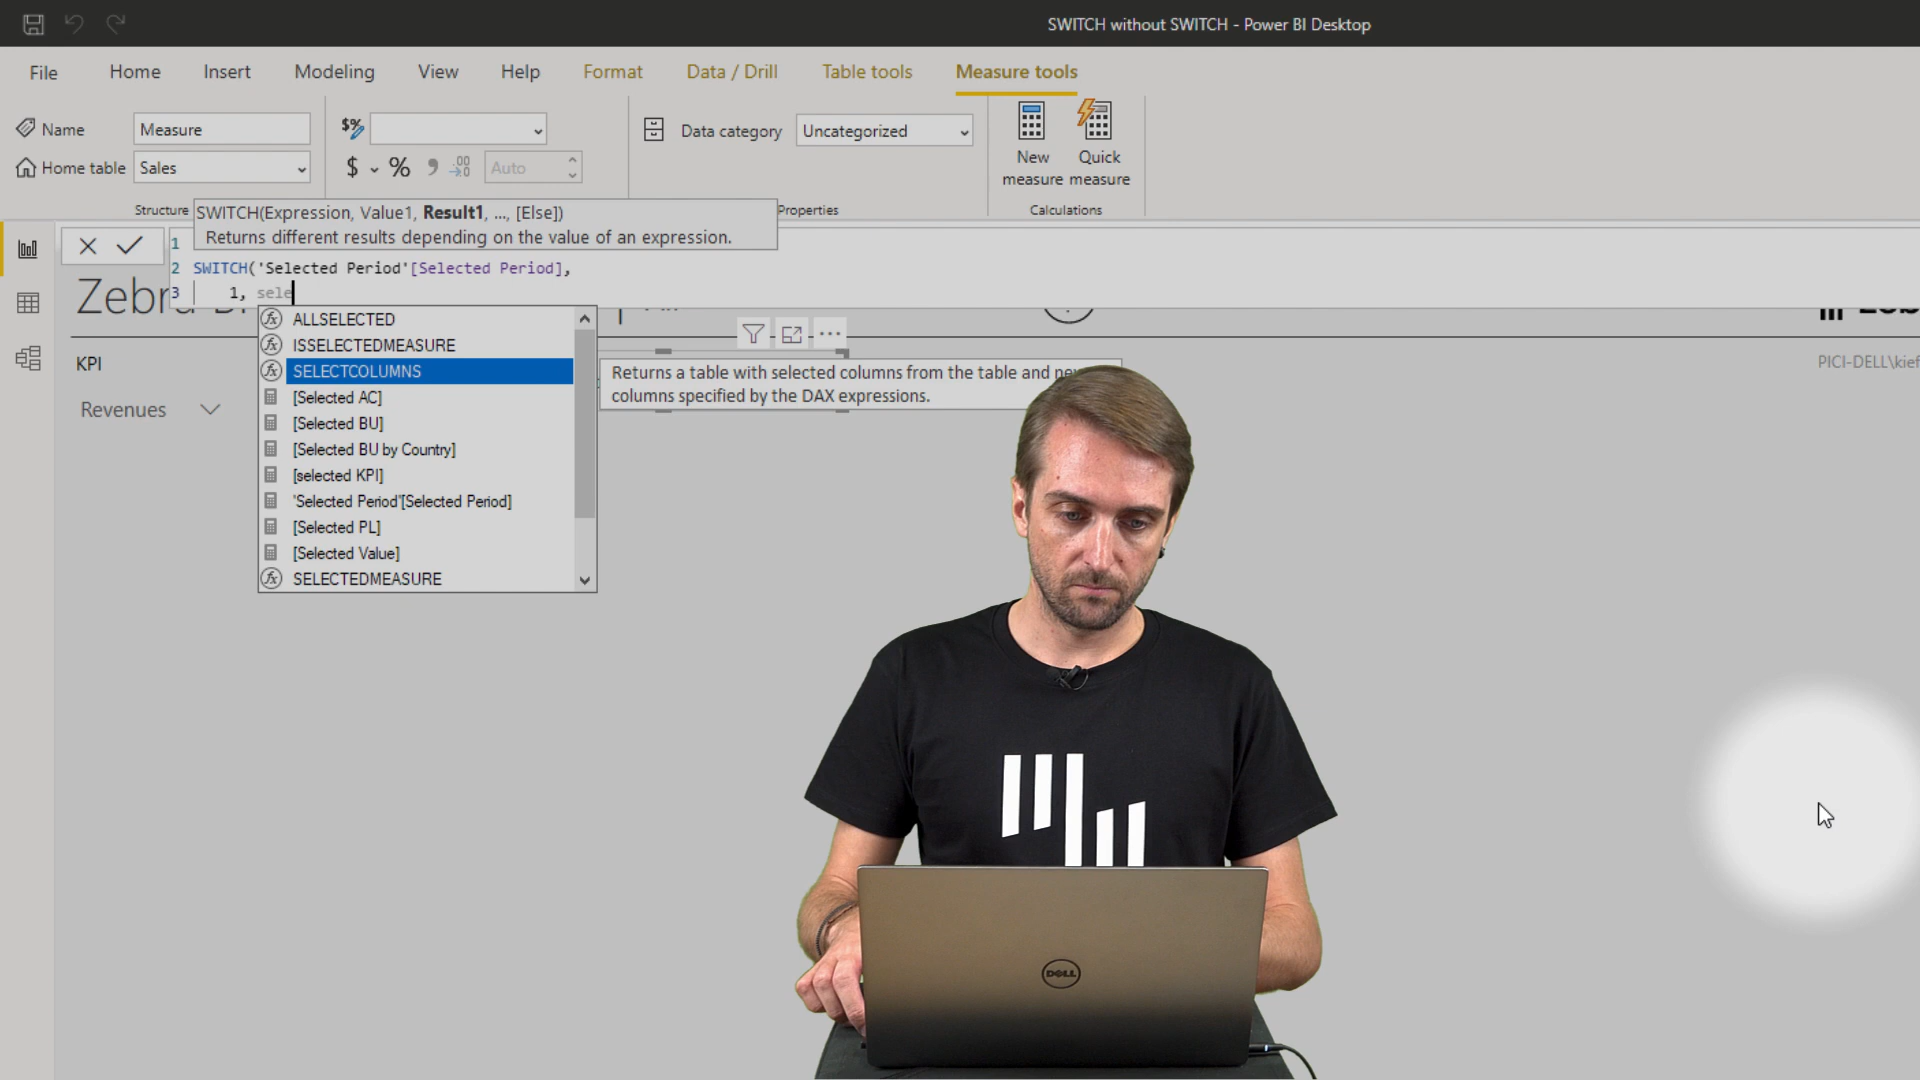 SWITCH without SWITCH - Power BI Desktop
File Home Insert Modeling View Help Format Data / Drill Table tools Measure tools
Name Measure
$% 
Data category Uncategorized
New measure
Quick measure
Home table Sales
$ % Auto
Structure
Properties
Calculations
SWITCH(Expression, Value1, Result1, ..., [Else])
Returns different results depending on the value of an expression.
1
2 SWITCH('Selected Period'[Selected Period],
3 1, sele
KPI
Revenues
ALLSELECTED
ISSELECTEDMEASURE
SELECTCOLUMNS
[Selected AC]
[Selected BU]
[Selected BU by Country]
[selected KPI]
'Selected Period'[Selected Period]
[Selected PL]
[Selected Value]
SELECTEDMEASURE
Returns a table with selected columns from the table and
columns specified by the DAX expressions.
PICI-DELL\kief
DELL